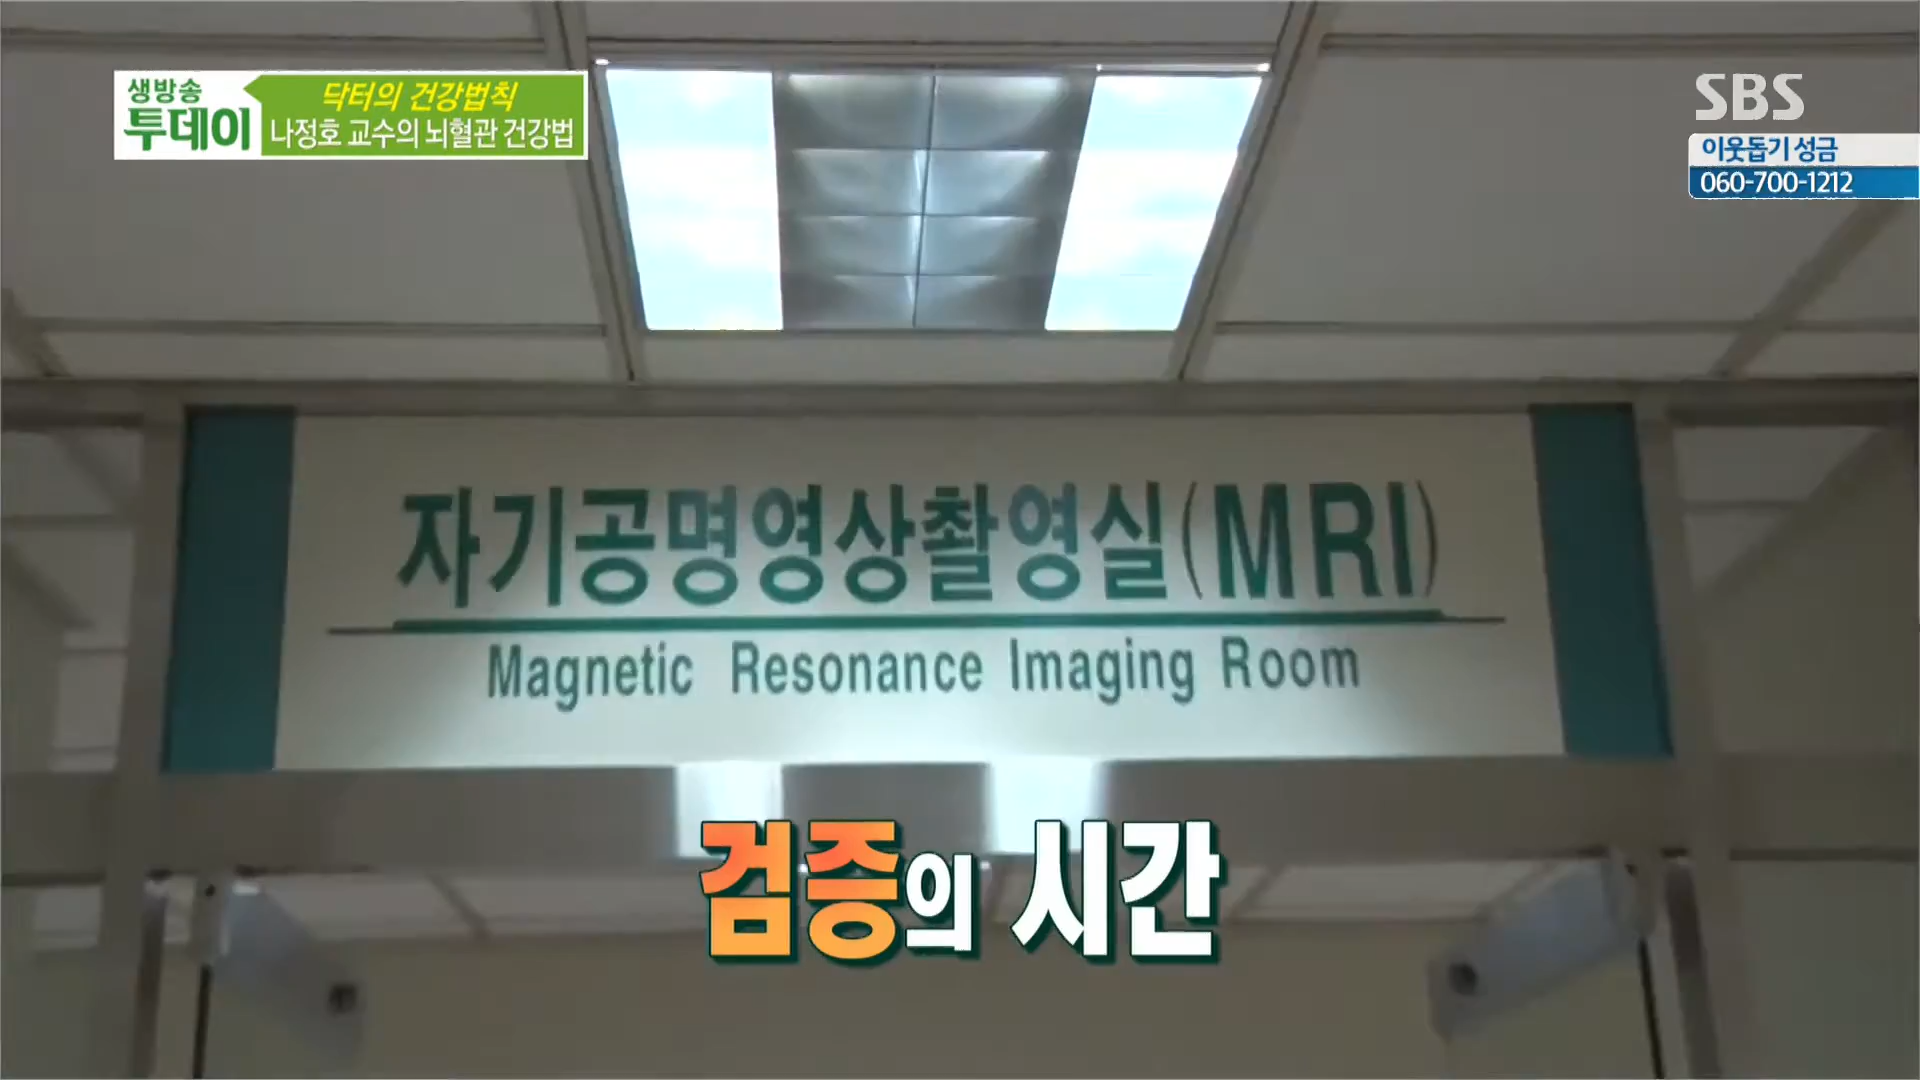 생방송
투데이
닥터의 건강법칙
나정호 교수의 뇌혈관 건강법
SBS
이웃돕기 성금
060-700-1212
자기공명영상촬영실(MRI)
Magnetic Resonance Imaging Room
검증의 시간